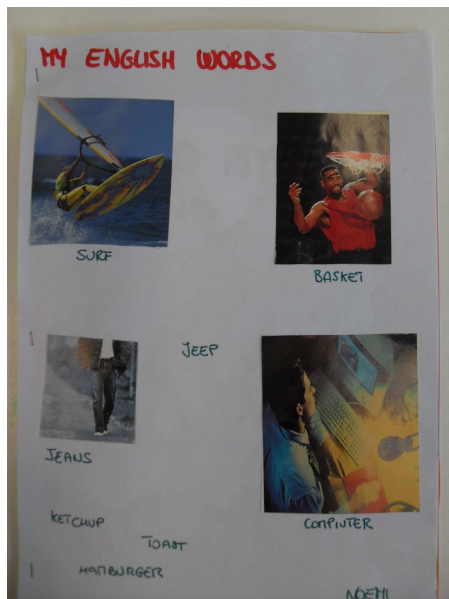 MY ENGLISH WORDS
SURF
BASKET
JEEP
JEANS
COMPUTER
KETCHUP
TOAST
HAMBURGER
NOEMI